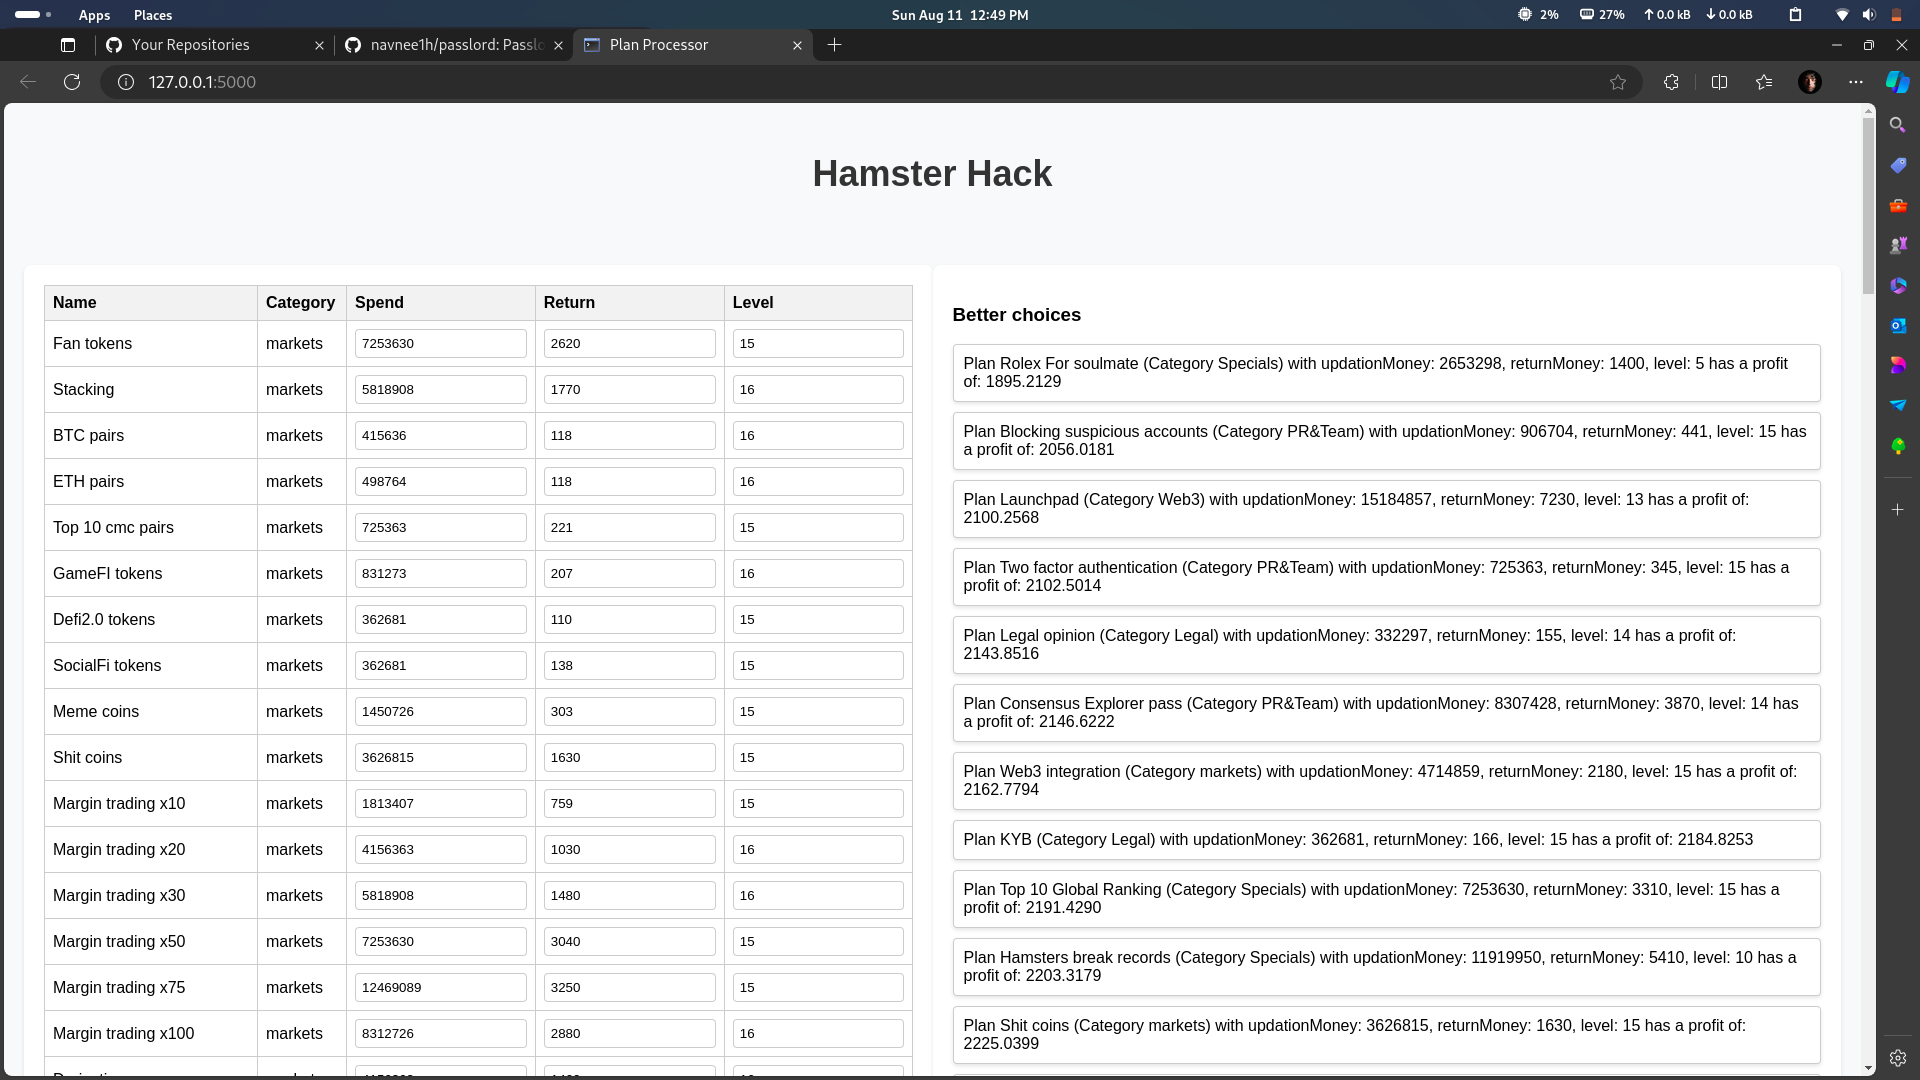 Apps Places Sun Aug 11 12:49 PM 2% 27% 0.0 kB 0.0 kB
Your Repositories navnee1h/passlord: Passlo Plan Processor
127.0.0.1:5000
Hamster Hack
Name Category Spend Return Level
Fan tokens markets 7253630 2620 15
Stacking markets 5818908 1770 16
BTC pairs markets 415636 118 16
ETH pairs markets 498764 118 16
Top 10 cmc pairs markets 725363 221 15
GameFI tokens markets 831273 207 16
Defi2.0 tokens markets 362681 110 15
SocialFi tokens markets 362681 138 15
Meme coins markets 1450726 303 15
Shit coins markets 3626815 1630 15
Margin trading x10 markets 1813407 759 15
Margin trading x20 markets 4156363 1030 16
Margin trading x30 markets 5818908 1480 16
Margin trading x50 markets 7253630 3040 15
Margin trading x75 markets 12469089 3250 15
Margin trading x100 markets 8312726 2880 16
Better choices
Plan Rolex For soulmate (Category Specials) with updationMoney: 2653298, returnMoney: 1400, level: 5 has a profit
of: 1895.2129
Plan Blocking suspicious accounts (Category PR&Team) with updationMoney: 906704, returnMoney: 441, level: 15 has
a profit of: 2056.0181
Plan Launchpad (Category Web3) with updationMoney: 15184857, returnMoney: 7230, level: 13 has a profit of:
2100.2568
Plan Two factor authentication (Category PR&Team) with updationMoney: 725363, returnMoney: 345, level: 15 has a
profit of: 2102.5014
Plan Legal opinion (Category Legal) with updationMoney: 332297, returnMoney: 155, level: 14 has a profit of:
2143.8516
Plan Consensus Explorer pass (Category PR&Team) with updationMoney: 8307428, returnMoney: 3870, level: 14 has
a profit of: 2146.6222
Plan Web3 integration (Category markets) with updationMoney: 4714859, returnMoney: 2180, level: 15 has a profit of:
2162.7794
Plan KYB (Category Legal) with updationMoney: 362681, returnMoney: 166, level: 15 has a profit of: 2184.8253
Plan Top 10 Global Ranking (Category Specials) with updationMoney: 7253630, returnMoney: 3310, level: 15 has a
profit of: 2191.4290
Plan Hamsters break records (Category Specials) with updationMoney: 11919950, returnMoney: 5410, level: 10 has a
profit of: 2203.3179
Plan Shit coins (Category markets) with updationMoney: 3626815, returnMoney: 1630, level: 15 has a profit of:
2225.0399